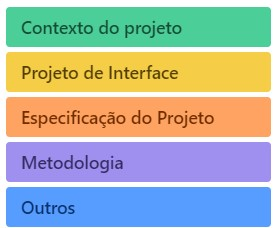 Contexto do projeto
Projeto de Interface
Especificação do Projeto
Metodologia
Outros